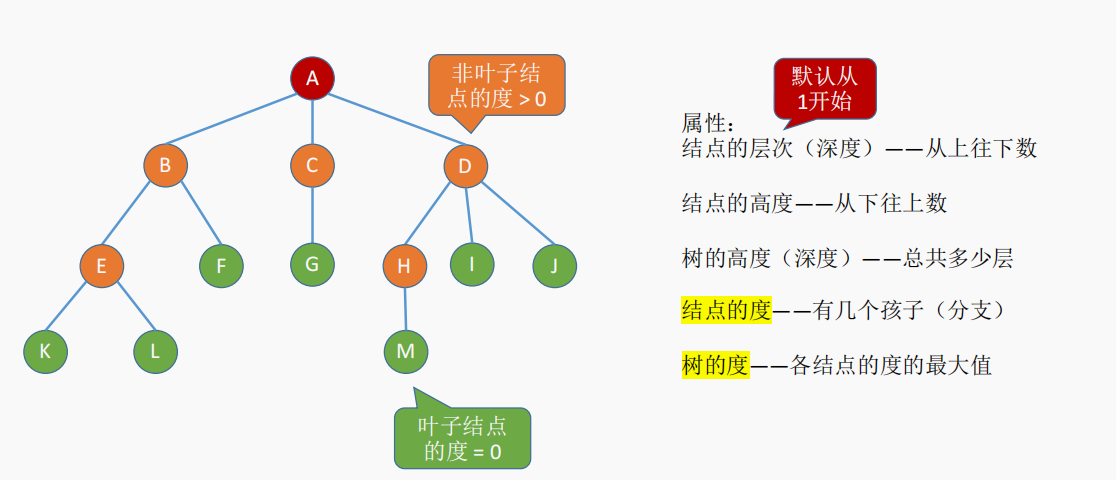 A
非叶子结
点的度 > 0
默认从
1开始
属性：
结点的层次（深度）——从上往下数
B
C
D
结点的高度——从下往上数
E
F
G
H
I
J
树的高度（深度）——总共多少层
结点的度——有几个孩子（分支）
K
L
M
树的度——各结点的度的最大值
叶子结点
的度 = 0